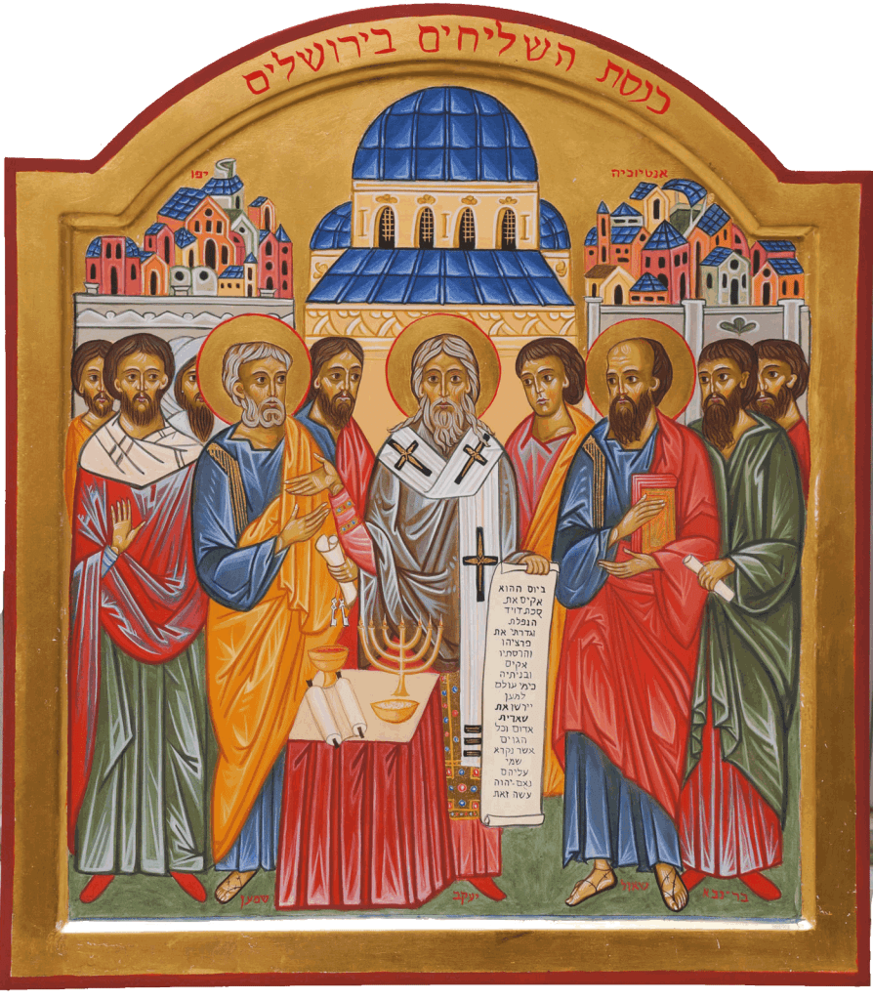 כנסת השליחים בירושלים
אנטיוכיה
יפו
ביום ההוא
אקים את
סכת דויד
הנפלת
וגדרתי את
פרציהו
והרסתיו
אקים
ובניתיה
כימי עולם
למען
יירשו את
שארית
אדום וכל
הגוים
אשר נקרא
שמי
עליהם
נאם־יהוה
עשה זאת
בר־נבא
שאול
יעקב
שמען